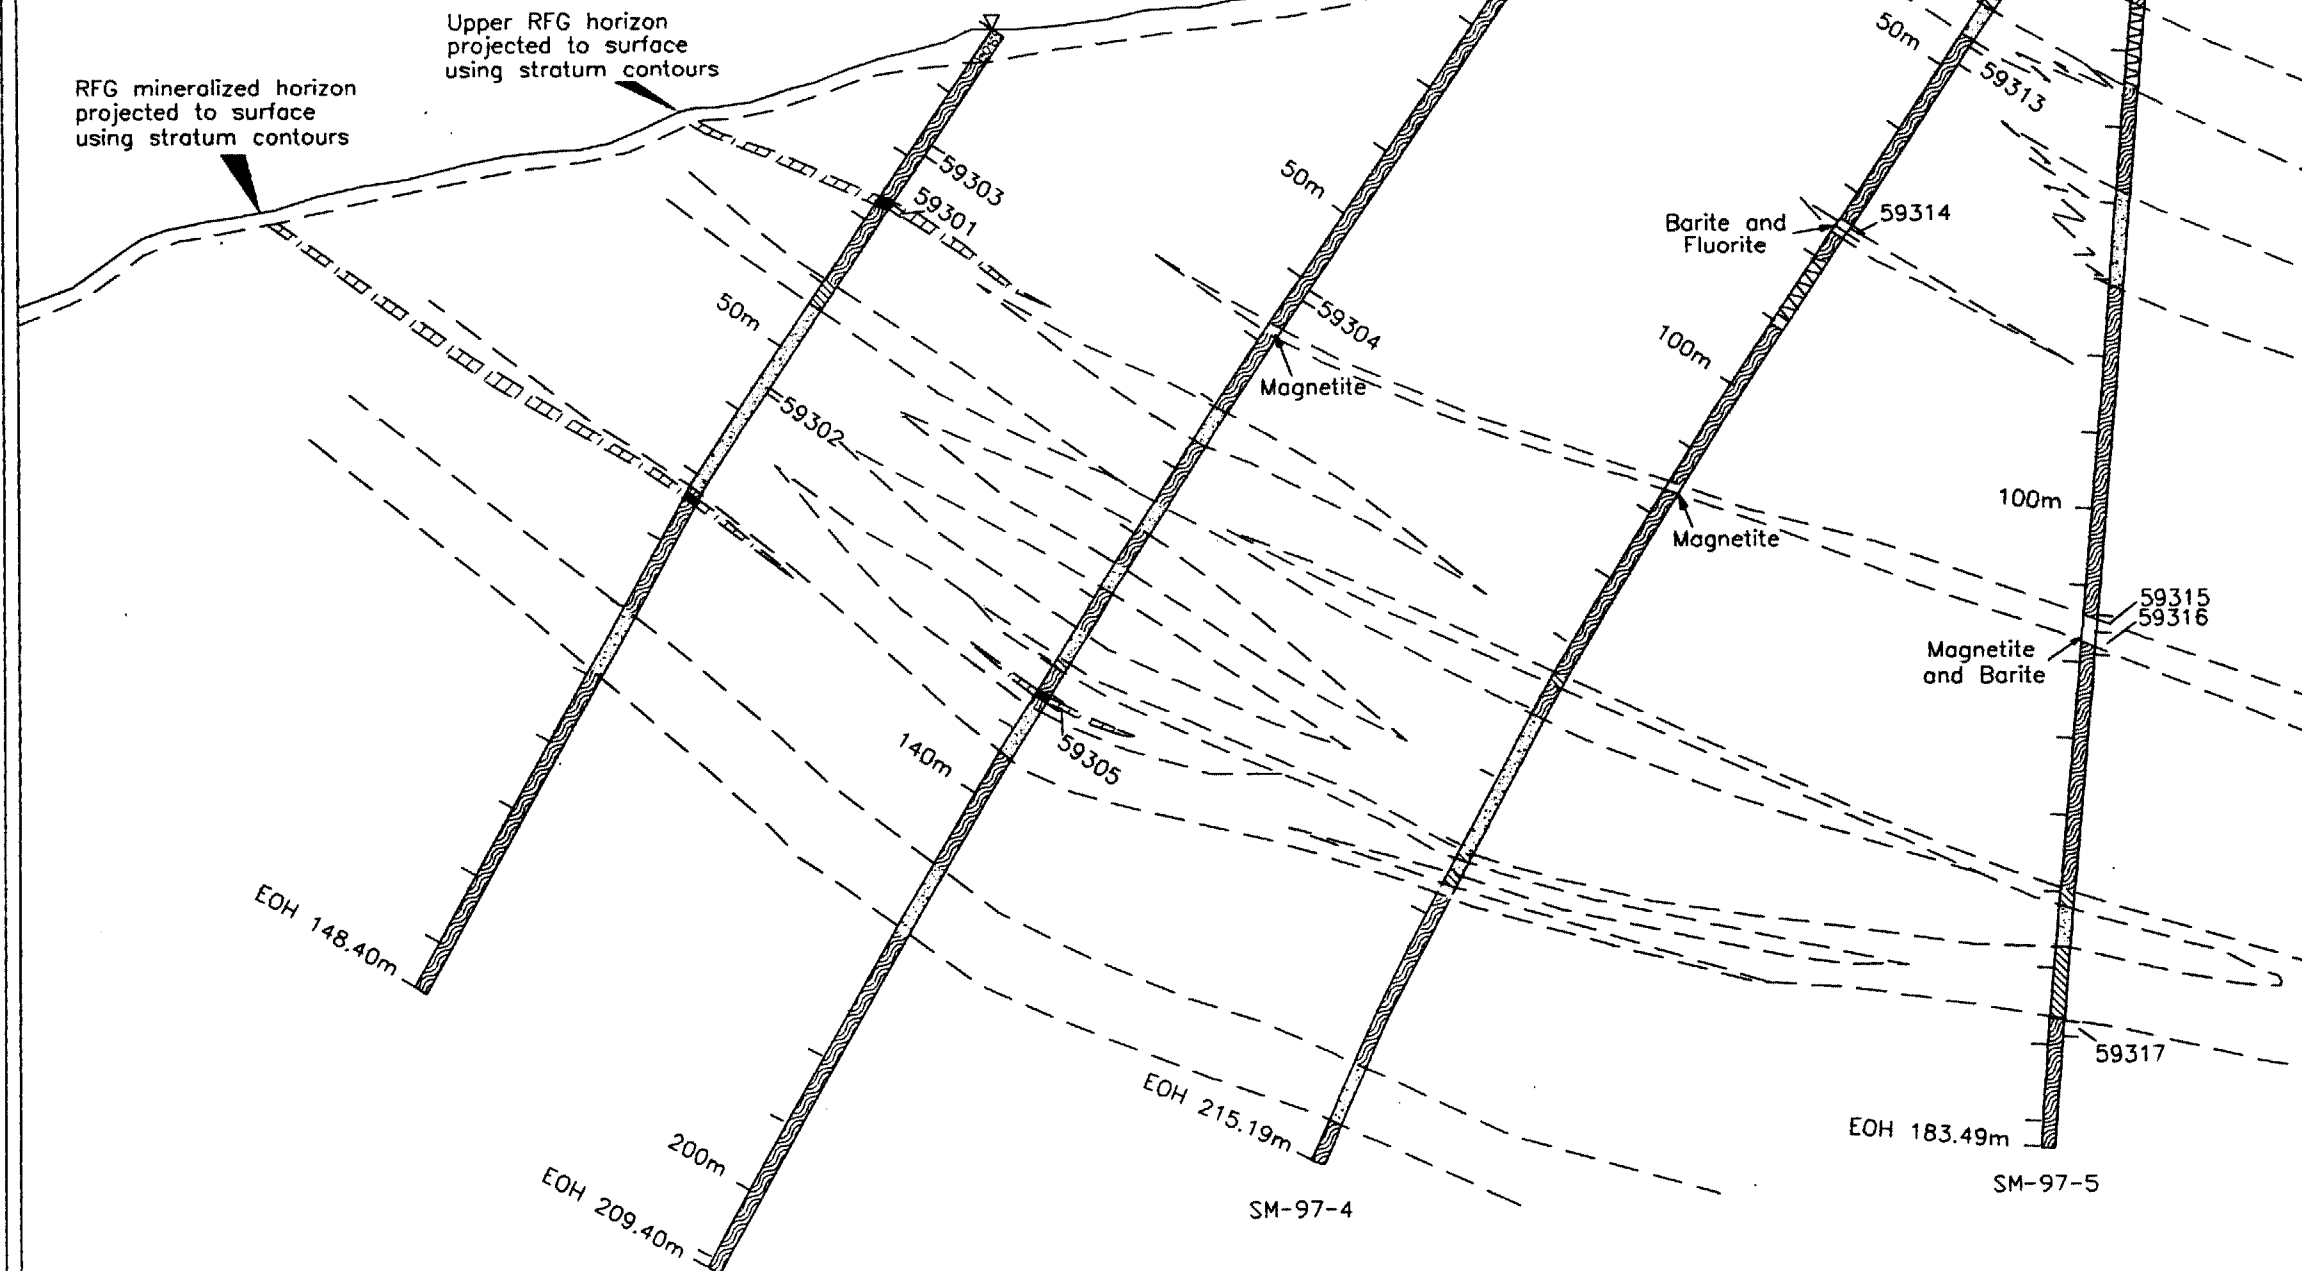 Upper RFG horizon
projected to surface
using stratum contours
RFG mineralized horizon
projected to surface
using stratum contours
59303
59301
50m
59302
EOH 148.40m
50m
59304
Magnetite
59305
140m
200m
EOH 209.40m
50m
59313
Barite and
Fluorite
59314
100m
Magnetite
EOH 215.19m
SM-97-4
100m
59315
59316
Magnetite
and Barite
59317
EOH 183.49m
SM-97-5